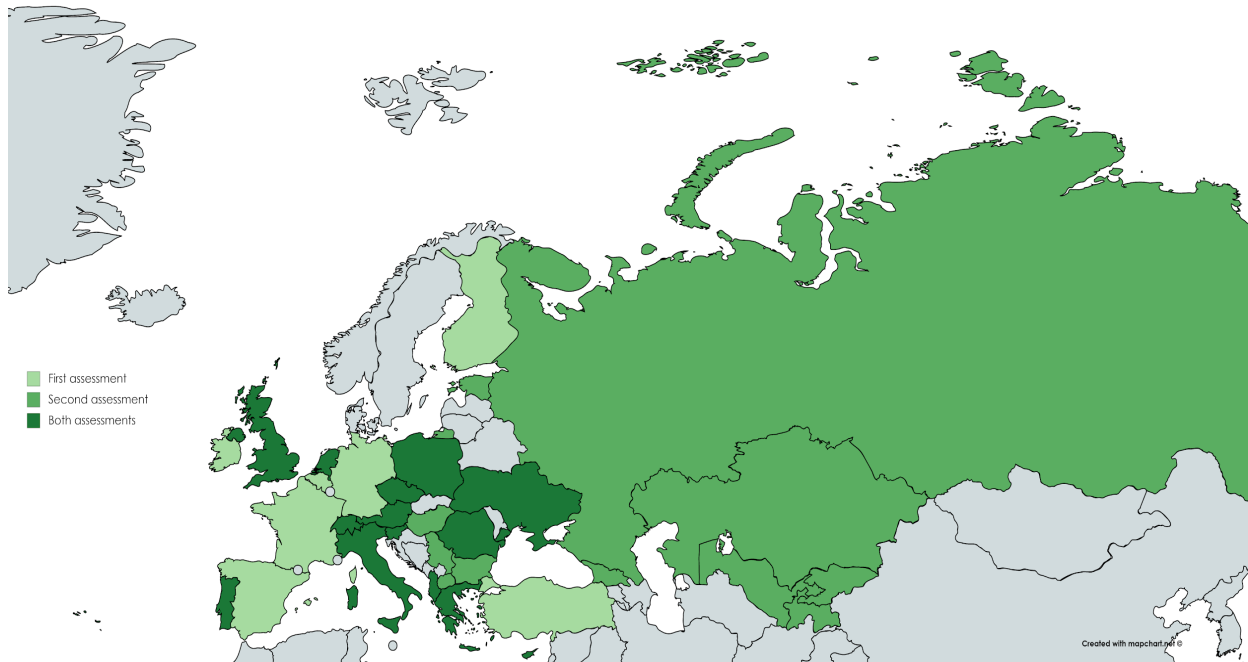 First assessment
Second assessment
Both assessments
Created with mapchart.net ©